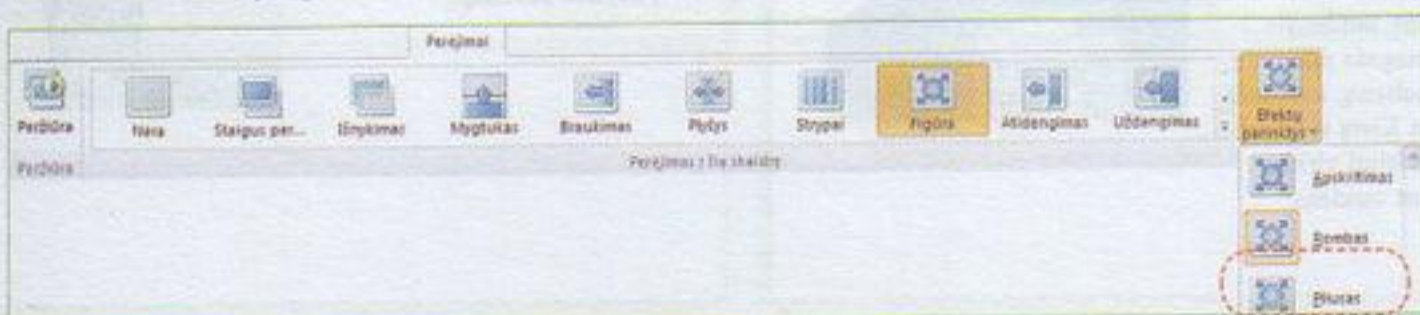 Perėjimai
Peržiūra
Nėra
Staigus per...
Išnykimas
Mygtukas
Braukimas
Plyšys
Strypai
Figūra
Atidengimas
Uždengimas
Efektų
parinktys
Peržiūra
Perėjimas į šią skaidrę
Apskritimas
Rombas
Pliusas